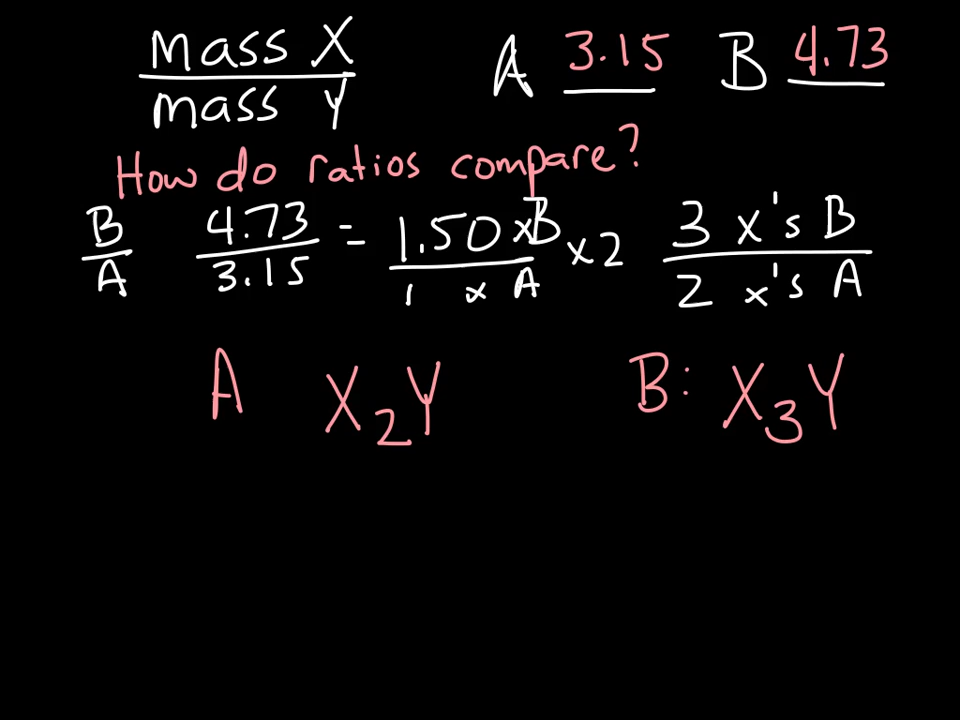 mass X A 3.15 B 4.73
mass Y
How do ratios compare?
B 4.73 = 1.50 x B x2 3 x's B
A 3.15 1 x A 2 x's A
A X₂Y B: X₃Y